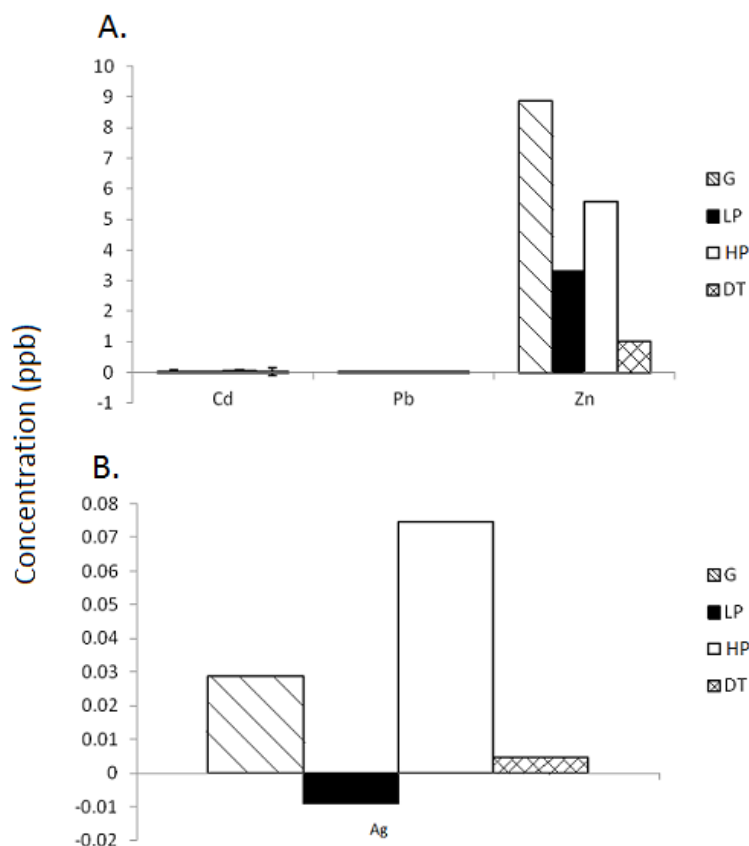 A.
10
9
8
7
6
5
4
3
2
1
0
-1
Cd Pb Zn
G
LP
HP
DT
Concentration (ppb)
B.
0.08
0.07
0.06
0.05
0.04
0.03
0.02
0.01
0
-0.01
-0.02
Ag
G
LP
HP
DT